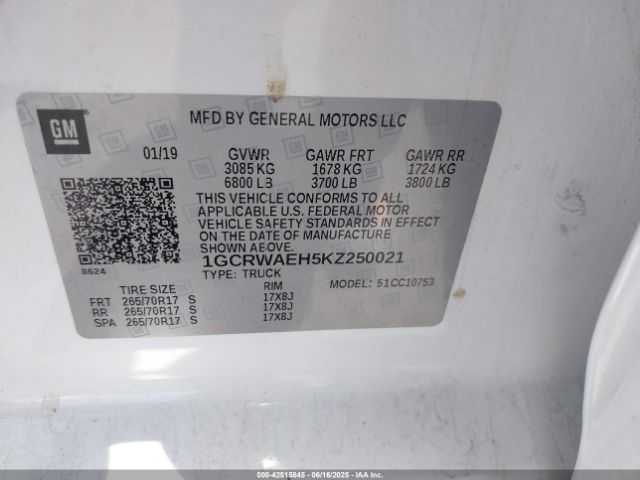 GM
MFD BY GENERAL MOTORS LLC
01/19 GVWR GAWR FRT GAWR RR
3085 KG 1678 KG 1724 KG
6800 LB 3700 LB 3800 LB
THIS VEHICLE CONFORMS TO ALL
APPLICABLE U.S. FEDERAL MOTOR
VEHICLE SAFETY STANDARDS IN EFFECT
ON THE DATE OF MANUFACTURE
SHOWN ABOVE.
1GCRWAEH5KZ250021
8624 TYPE: TRUCK
MODEL: 51CC10753
TIRE SIZE RIM
FRT 265/70R17 S 17X8J
RR 265/70R17 S 17X8J
SPA 265/70R17 S 17X8J
000-42515845 - 06/16/2025 - IAAI.COM